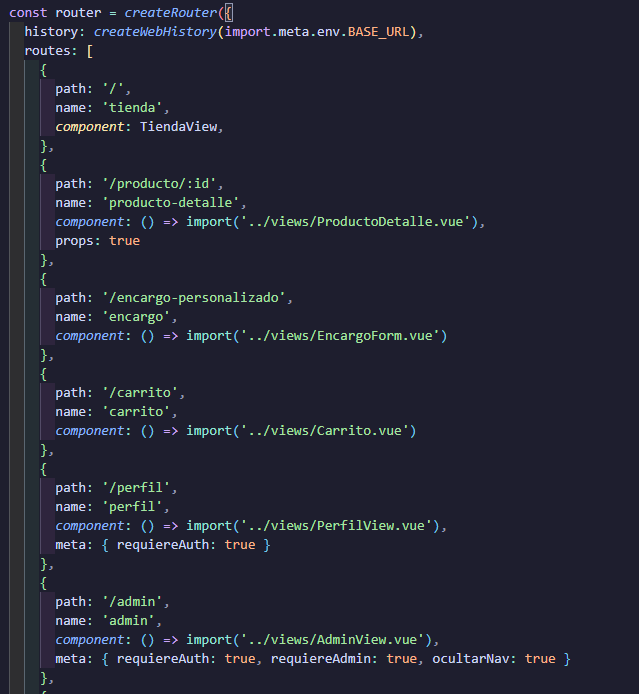 const router = createRouter({
  history: createWebHistory(import.meta.env.BASE_URL),
  routes: [
    {
      path: '/',
      name: 'tienda',
      component: TiendaView,
    },
    {
      path: '/producto/:id',
      name: 'producto-detalle',
      component: () => import('../views/ProductoDetalle.vue'),
      props: true
    },
    {
      path: '/encargo-personalizado',
      name: 'encargo',
      component: () => import('../views/EncargoForm.vue')
    },
    {
      path: '/carrito',
      name: 'carrito',
      component: () => import('../views/Carrito.vue')
    },
    {
      path: '/perfil',
      name: 'perfil',
      component: () => import('../views/PerfilView.vue'),
      meta: { requiereAuth: true }
    },
    {
      path: '/admin',
      name: 'admin',
      component: () => import('../views/AdminView.vue'),
      meta: { requiereAuth: true, requiereAdmin: true, ocultarNav: true }
    },
    {